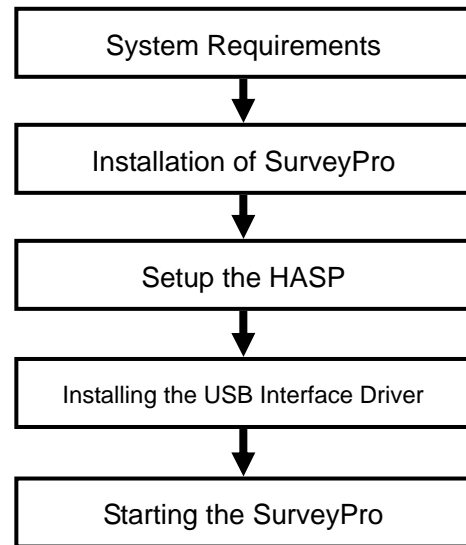 System Requirements
Installation of SurveyPro
Setup the HASP
Installing the USB Interface Driver
Starting the SurveyPro